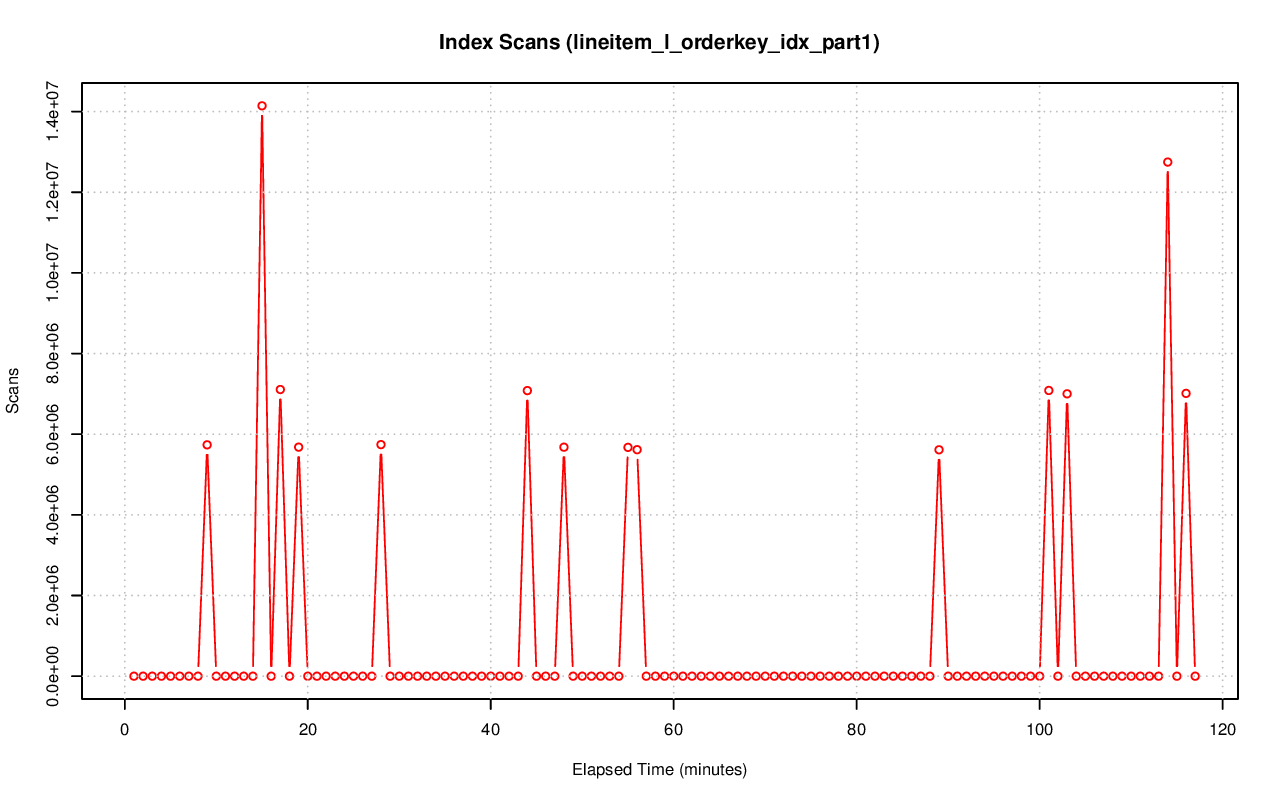 Index Scans (lineitem_l_orderkey_idx_part1)
Scans
1.4e+07
1.2e+07
1.0e+07
8.0e+06
6.0e+06
4.0e+06
2.0e+06
0.0e+00
0 20 40 60 80 100 120
Elapsed Time (minutes)